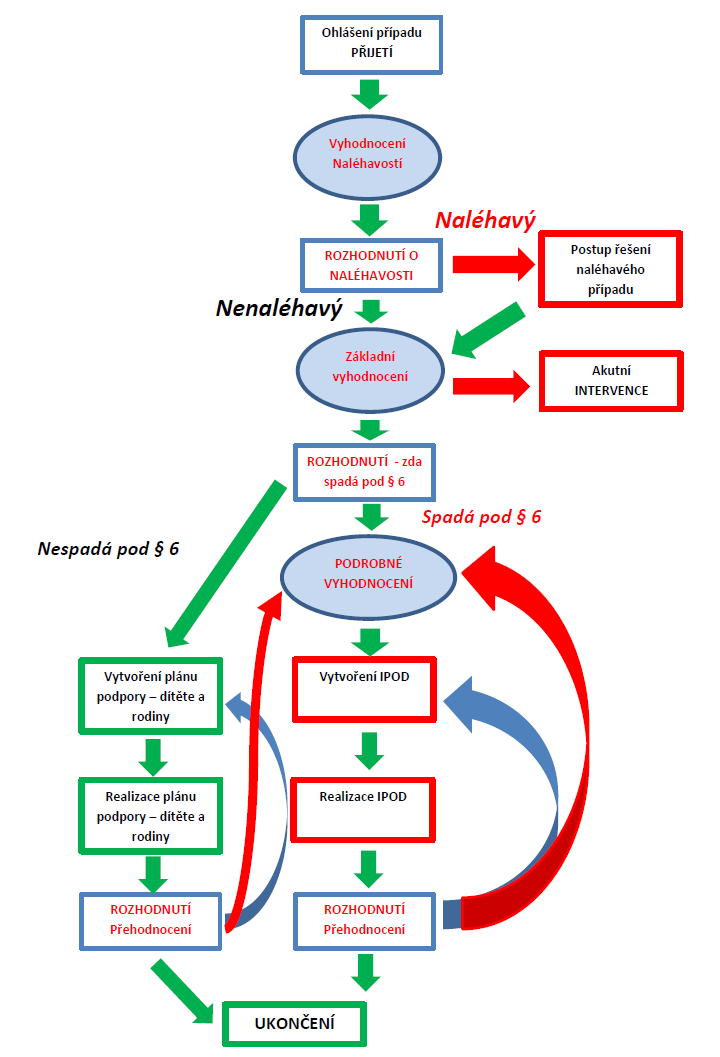 Ohlášení případu
PŘIJETÍ
Vyhodnocení
Naléhavostí
Naléhavý
ROZHODNUTÍ O
NALÉHAVOSTI
Postup řešení
naléhavého
případu
Nenaléhavý
Základní
vyhodnocení
Akutní
INTERVENCE
ROZHODNUTÍ - zda
spadá pod § 6
Spadá pod § 6
Nespadá pod § 6
PODROBNÉ
VYHODNOCENÍ
Vytvoření plánu
podpory – dítěte a
rodiny
Vytvoření IPOD
Realizace plánu
podpory – dítěte a
rodiny
Realizace IPOD
ROZHODNUTÍ
Přehodnocení
ROZHODNUTÍ
Přehodnocení
UKONČENÍ